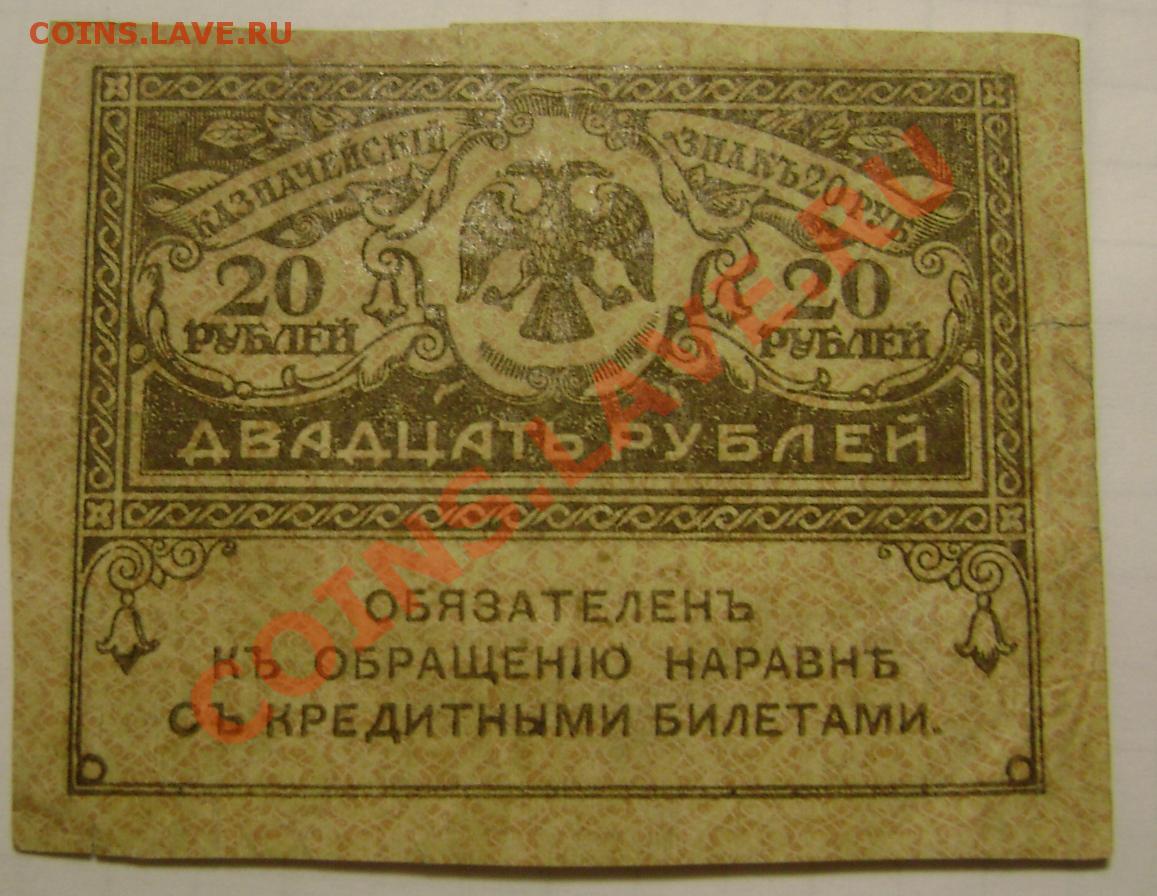 COINS.LAVE.RU
КАЗНАЧЕЙСКІЙ ЗНАКЪ 20 РУБ
20 20
РУБЛЕЙ РУБЛЕЙ
ДВАДЦАТЬ РУБЛЕЙ
ОБЯЗАТЕЛЕНЪ
КЪ ОБРАЩЕНІЮ НАРАВНѢ
СЪ КРЕДИТНЫМИ БИЛЕТАМИ.
COINS.LAVE.RU